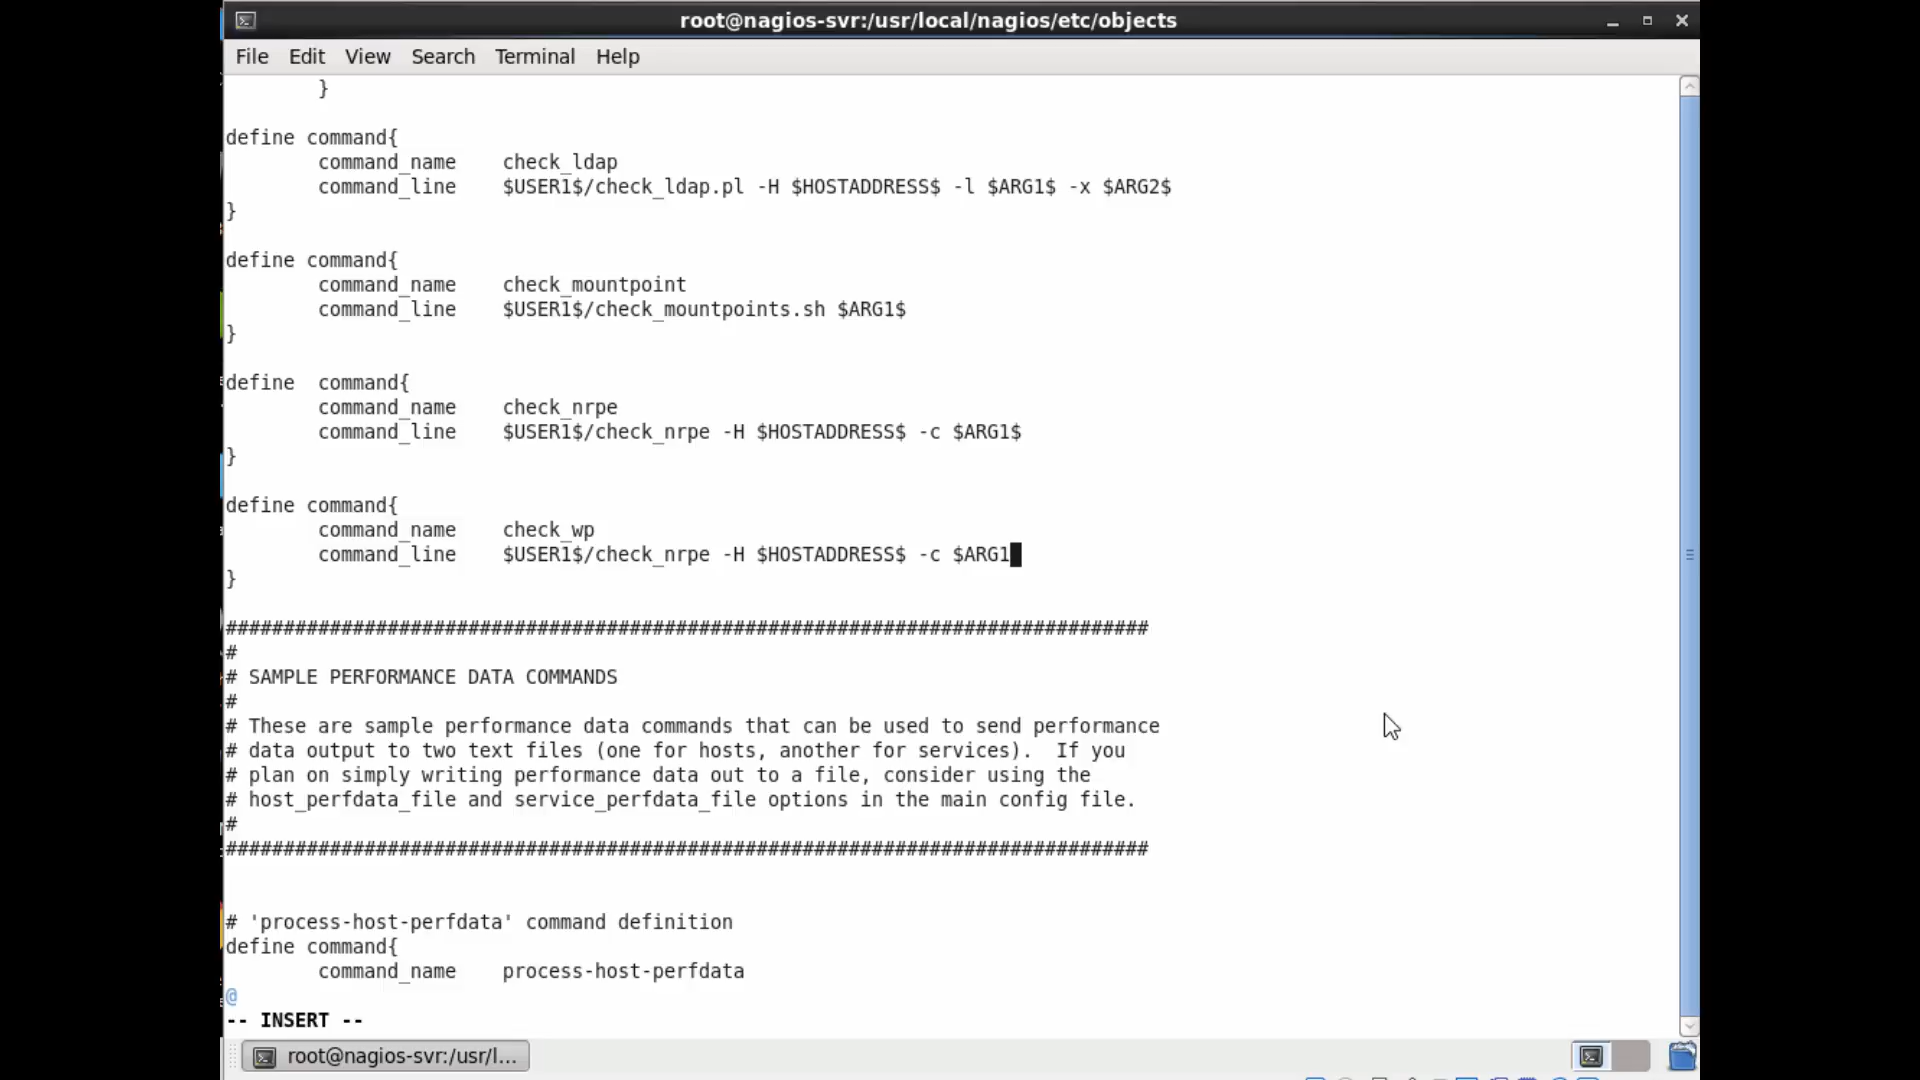 root@nagios-svr:/usr/local/nagios/etc/objects
File Edit View Search Terminal Help
        }

define command{
        command_name    check_ldap
        command_line    $USER1$/check_ldap.pl -H $HOSTADDRESS$ -l $ARG1$ -x $ARG2$
}

define command{
        command_name    check_mountpoint
        command_line    $USER1$/check_mountpoints.sh $ARG1$
}

define  command{
        command_name    check_nrpe
        command_line    $USER1$/check_nrpe -H $HOSTADDRESS$ -c $ARG1$
}

define command{
        command_name    check_wp
        command_line    $USER1$/check_nrpe -H $HOSTADDRESS$ -c $ARG1
}

################################################################################
#
# SAMPLE PERFORMANCE DATA COMMANDS
#
# These are sample performance data commands that can be used to send performance
# data output to two text files (one for hosts, another for services).  If you
# plan on simply writing performance data out to a file, consider using the
# host_perfdata_file and service_perfdata_file options in the main config file.
#
################################################################################


# 'process-host-perfdata' command definition
define command{
        command_name    process-host-perfdata
@
-- INSERT --
root@nagios-svr:/usr/l...